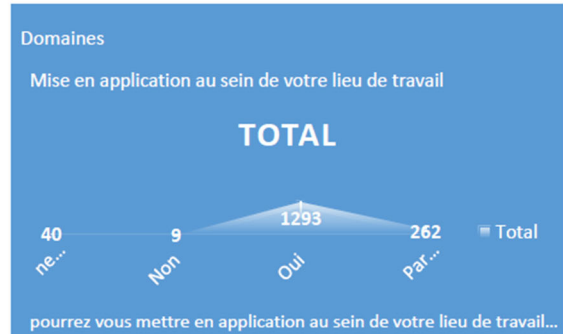 Domaines
Mise en application au sein de votre lieu de travail
TOTAL
40 9 1293 262
Total
ne... Non Oui Par...
pourrez vous mettre en application au sein de votre lieu de travail...